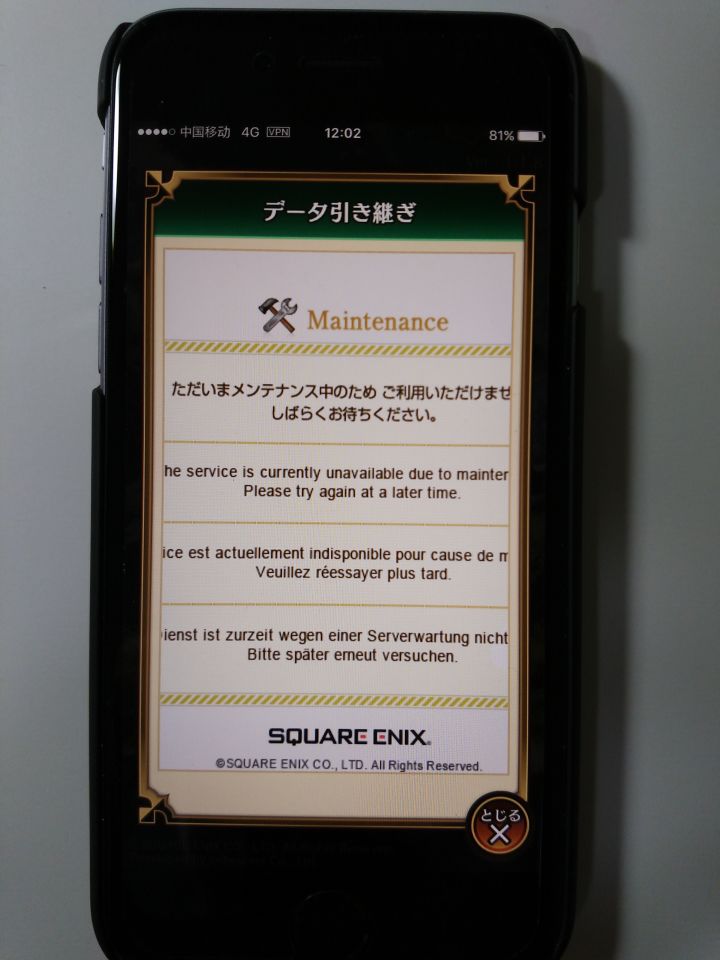 中国移动 4G VPN 12:02 81%
データ引き継ぎ
Maintenance
ただいまメンテナンス中のため ご利用いただけませ
しばらくお待ちください。
he service is currently unavailable due to mainter
Please try again at a later time.
ice est actuellement indisponible pour cause de m
Veuillez réessayer plus tard.
ienst ist zurzeit wegen einer Serverwartung nicht
Bitte später erneut versuchen.
SQUARE ENIX®
©SQUARE ENIX CO., LTD. All Rights Reserved.
とじる